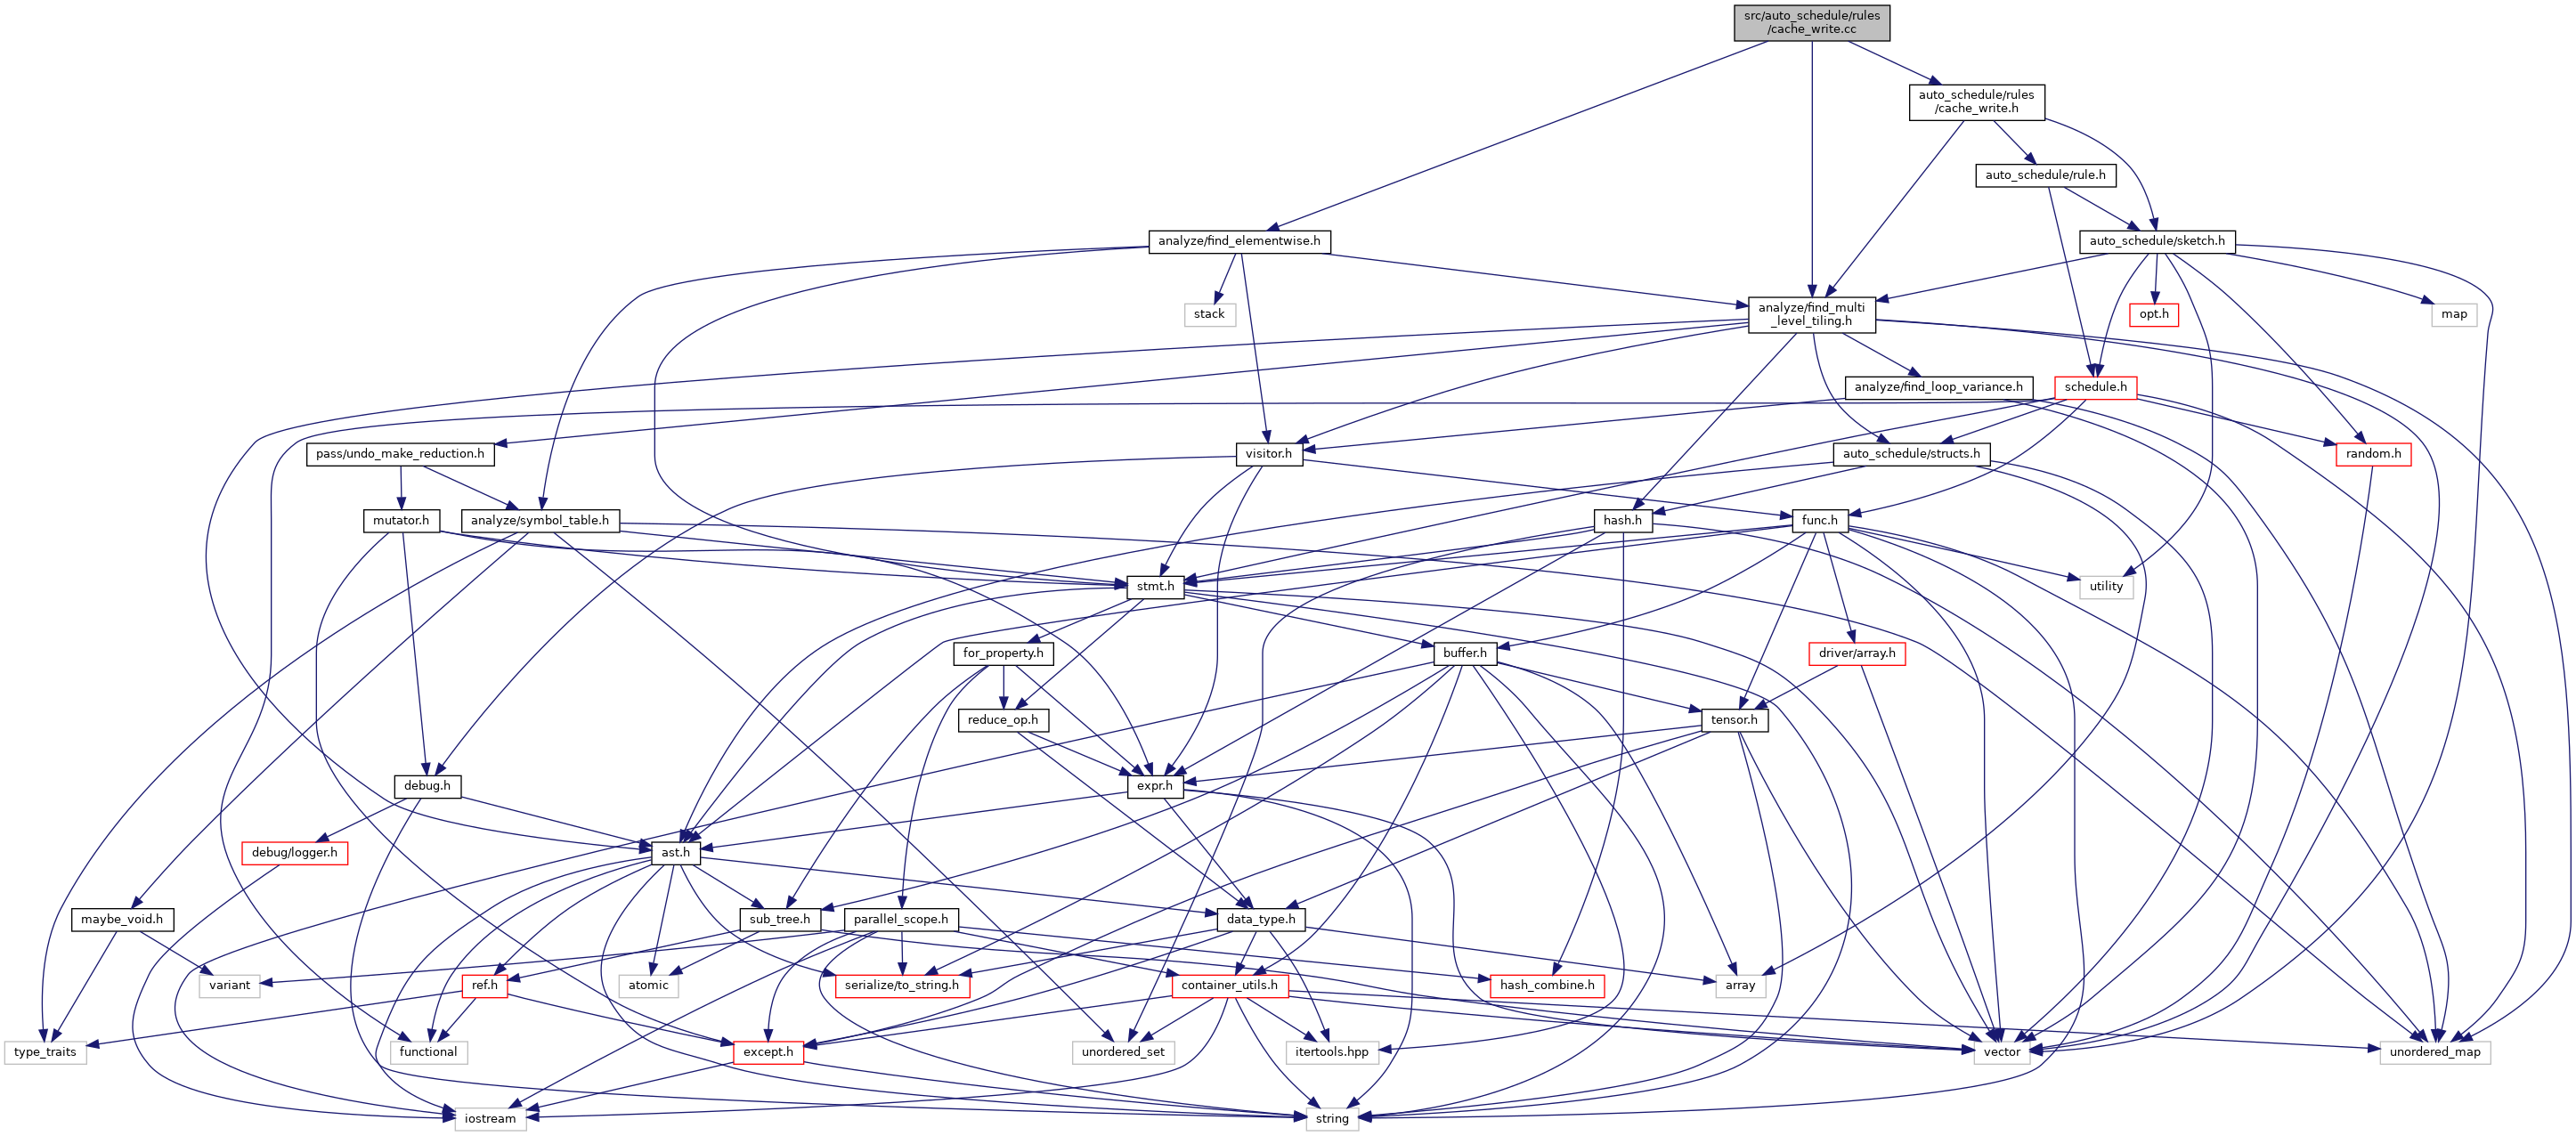 src/auto_schedule/rules
/cache_write.cc
auto_schedule/rules
/cache_write.h
auto_schedule/rule.h
analyze/find_elementwise.h
auto_schedule/sketch.h
stack
analyze/find_multi
_level_tiling.h
opt.h
map
analyze/find_loop_variance.h
schedule.h
pass/undo_make_reduction.h
visitor.h
auto_schedule/structs.h
random.h
mutator.h
analyze/symbol_table.h
hash.h
func.h
stmt.h
utility
for_property.h
buffer.h
driver/array.h
reduce_op.h
tensor.h
debug.h
expr.h
debug/logger.h
ast.h
maybe_void.h
sub_tree.h
parallel_scope.h
data_type.h
variant
ref.h
atomic
serialize/to_string.h
container_utils.h
hash_combine.h
array
type_traits
functional
except.h
unordered_set
itertools.hpp
vector
unordered_map
iostream
string